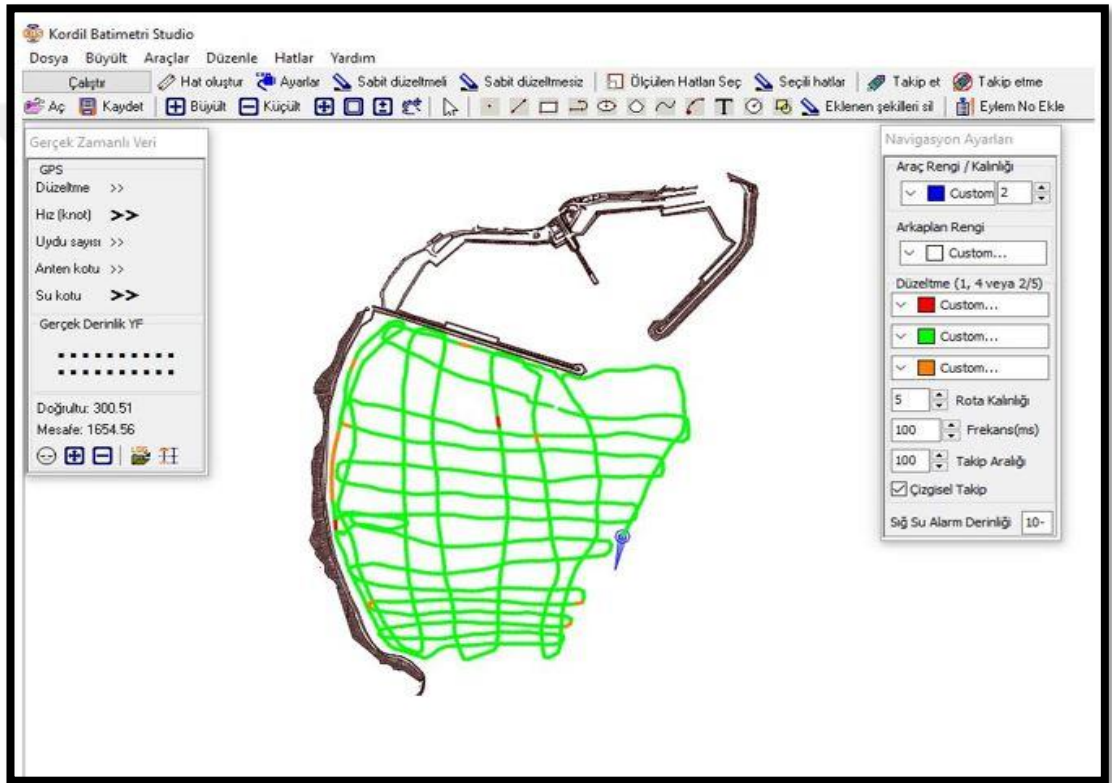 Kordil Batimetri Studio
Dosya Büyült Araçlar Düzenle Hatlar Yardım
Çalıştır Hat oluştur Ayarlar Sabit düzeltmeli Sabit düzeltmesiz Ölçülen Hatları Seç Seçili hatlar Takip et Takip etme
Aç Kaydet Büyült Küçült T Eklenen şekilleri sil Eylem No Ekle
Gerçek Zamanlı Veri
GPS
Düzeltme >>
Hız (knot) >>
Uydu sayısı >>
Anten kotu >>
Su kotu >>
Gerçek Derinlik YF
Doğrultu: 300.51
Mesafe: 1654.56
Navigasyon Ayarları
Araç Rengi / Kalınlığı
Custom 2
Arkaplan Rengi
Custom...
Düzeltme (1, 4 veya 2/5)
Custom...
Custom...
Custom...
5 Rota Kalınlığı
100 Frekans(ms)
100 Takip Aralığı
Çizgisel Takip
Sığ Su Alarm Derinliği 10-